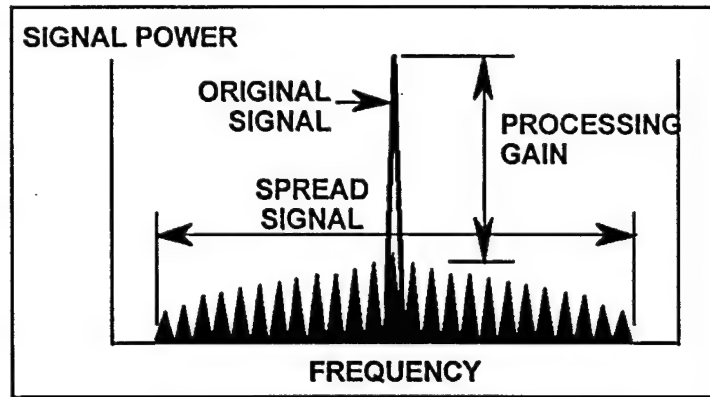 SIGNAL POWER
ORIGINAL
SIGNAL
PROCESSING
GAIN
SPREAD
SIGNAL
FREQUENCY